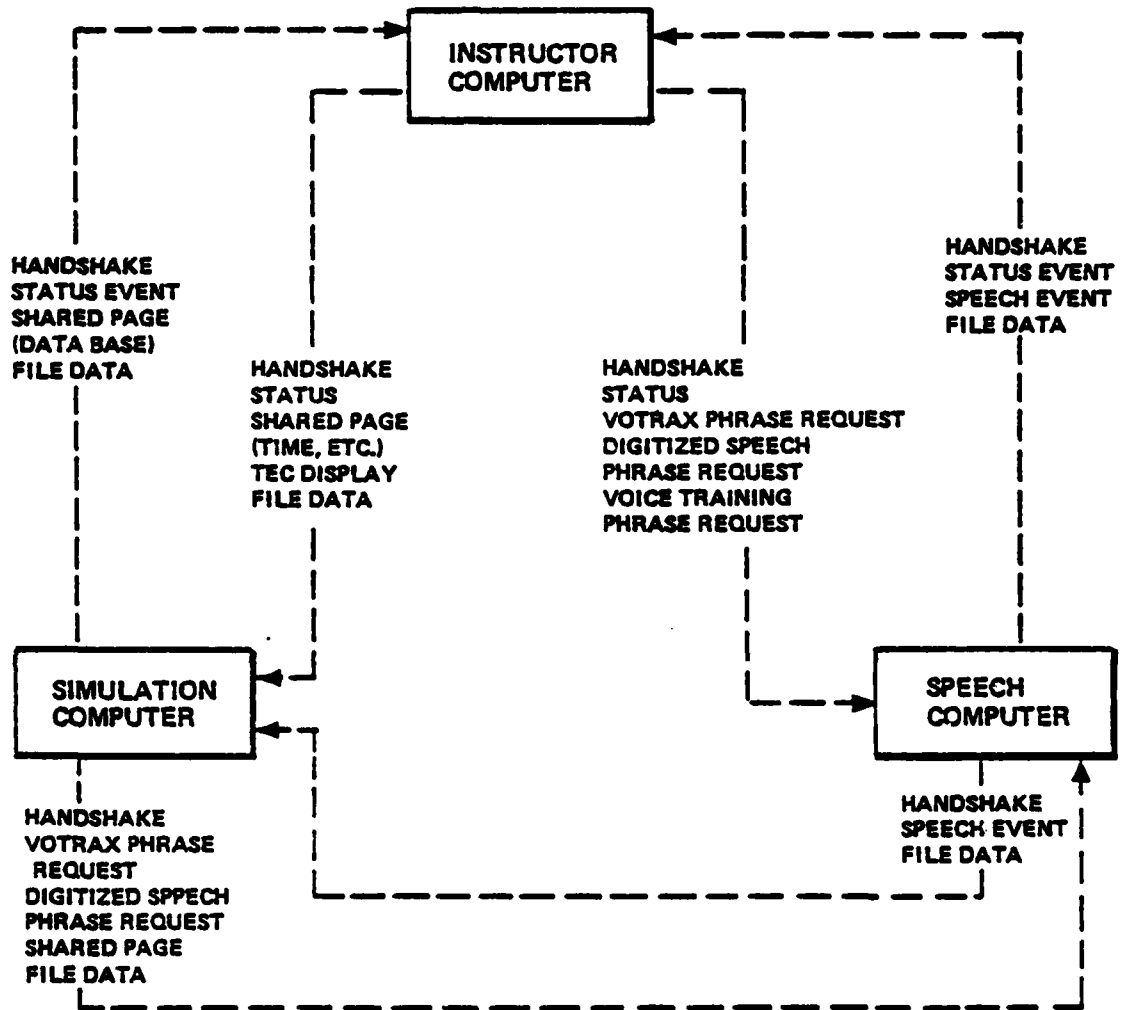 INSTRUCTOR
COMPUTER
HANDSHAKE
STATUS EVENT
SHARED PAGE
(DATA BASE)
FILE DATA
HANDSHAKE
STATUS
SHARED PAGE
(TIME, ETC.)
TEC DISPLAY
FILE DATA
HANDSHAKE
STATUS
VOTRAX PHRASE REQUEST
DIGITIZED SPEECH
PHRASE REQUEST
VOICE TRAINING
PHRASE REQUEST
HANDSHAKE
STATUS EVENT
SPEECH EVENT
FILE DATA
SIMULATION
COMPUTER
SPEECH
COMPUTER
HANDSHAKE
VOTRAX PHRASE
REQUEST
DIGITIZED SPPECH
PHRASE REQUEST
SHARED PAGE
FILE DATA
HANDSHAKE
SPEECH EVENT
FILE DATA